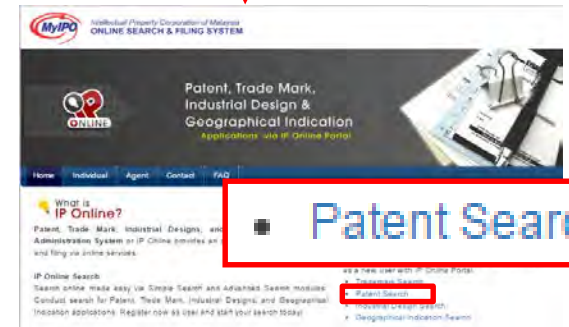 MyIPO
Intellectual Property Corporation of Malaysia
ONLINE SEARCH & FILING SYSTEM
IP
ONLINE
Patent, Trade Mark,
Industrial Design &
Geographical Indication
Applications via IP Online Portal
Home Individual Agent Contact FAQ
What is
IP Online?
Patent, Trade Mark, Industrial Designs, and
Administration System or IP Online provides an
and filing via online services.
• Patent Sear
IP Online Search
Search online made easy via Simple Search and Advanced Search modules.
Conduct search for Patent, Trade Mark, Industrial Designs, and Geographical
Indication applications. Register now as user and start your search today!
as a new user with IP Online Portal.
• Trademark Search
• Patent Search
• Industrial Design Search
• Geographical Indication Search